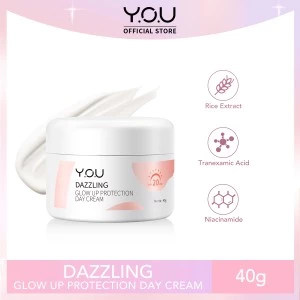 Y.O.U
OFFICIAL STORE
Rice Extract
Tranexamic Acid
Niacinamide
Y.O.U
DAZZLING
GLOW UP PROTECTION
DAY CREAM
DAZZLING
GLOW UP PROTECTION DAY CREAM
40g